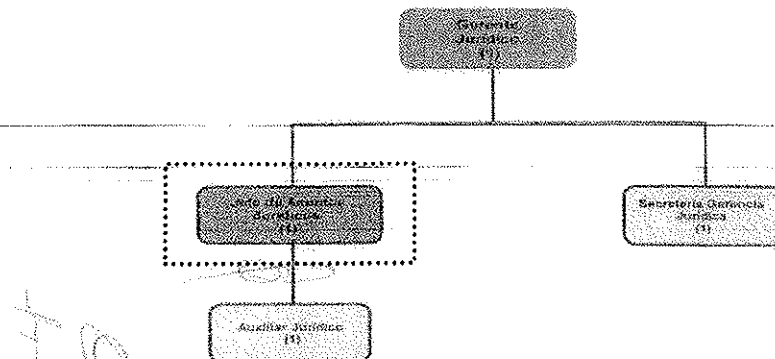 Gerente
Jurídico
(1)
Jefe de Asuntos
Jurídicos
(1)
Secretaria Gerencia
Jurídica
(1)
Auxiliar Jurídico
(1)